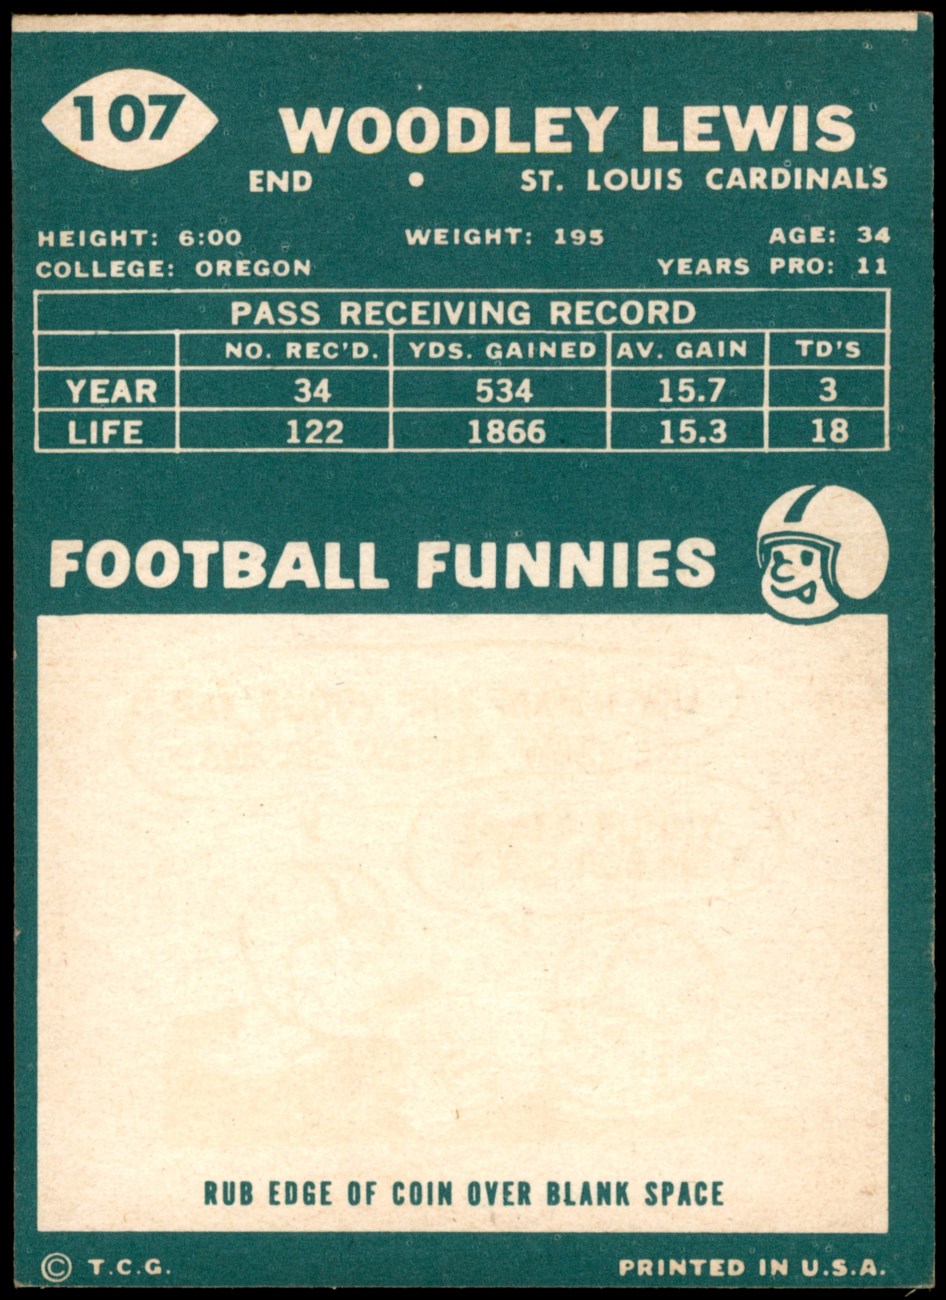 107
WOODLEY LEWIS
END • ST. LOUIS CARDINALS
HEIGHT: 6:00 WEIGHT: 195 AGE: 34
COLLEGE: OREGON YEARS PRO: 11
PASS RECEIVING RECORD
NO. REC'D. YDS. GAINED AV. GAIN TD'S
YEAR 34 534 15.7 3
LIFE 122 1866 15.3 18
FOOTBALL FUNNIES
RUB EDGE OF COIN OVER BLANK SPACE
© T.C.G. PRINTED IN U.S.A.